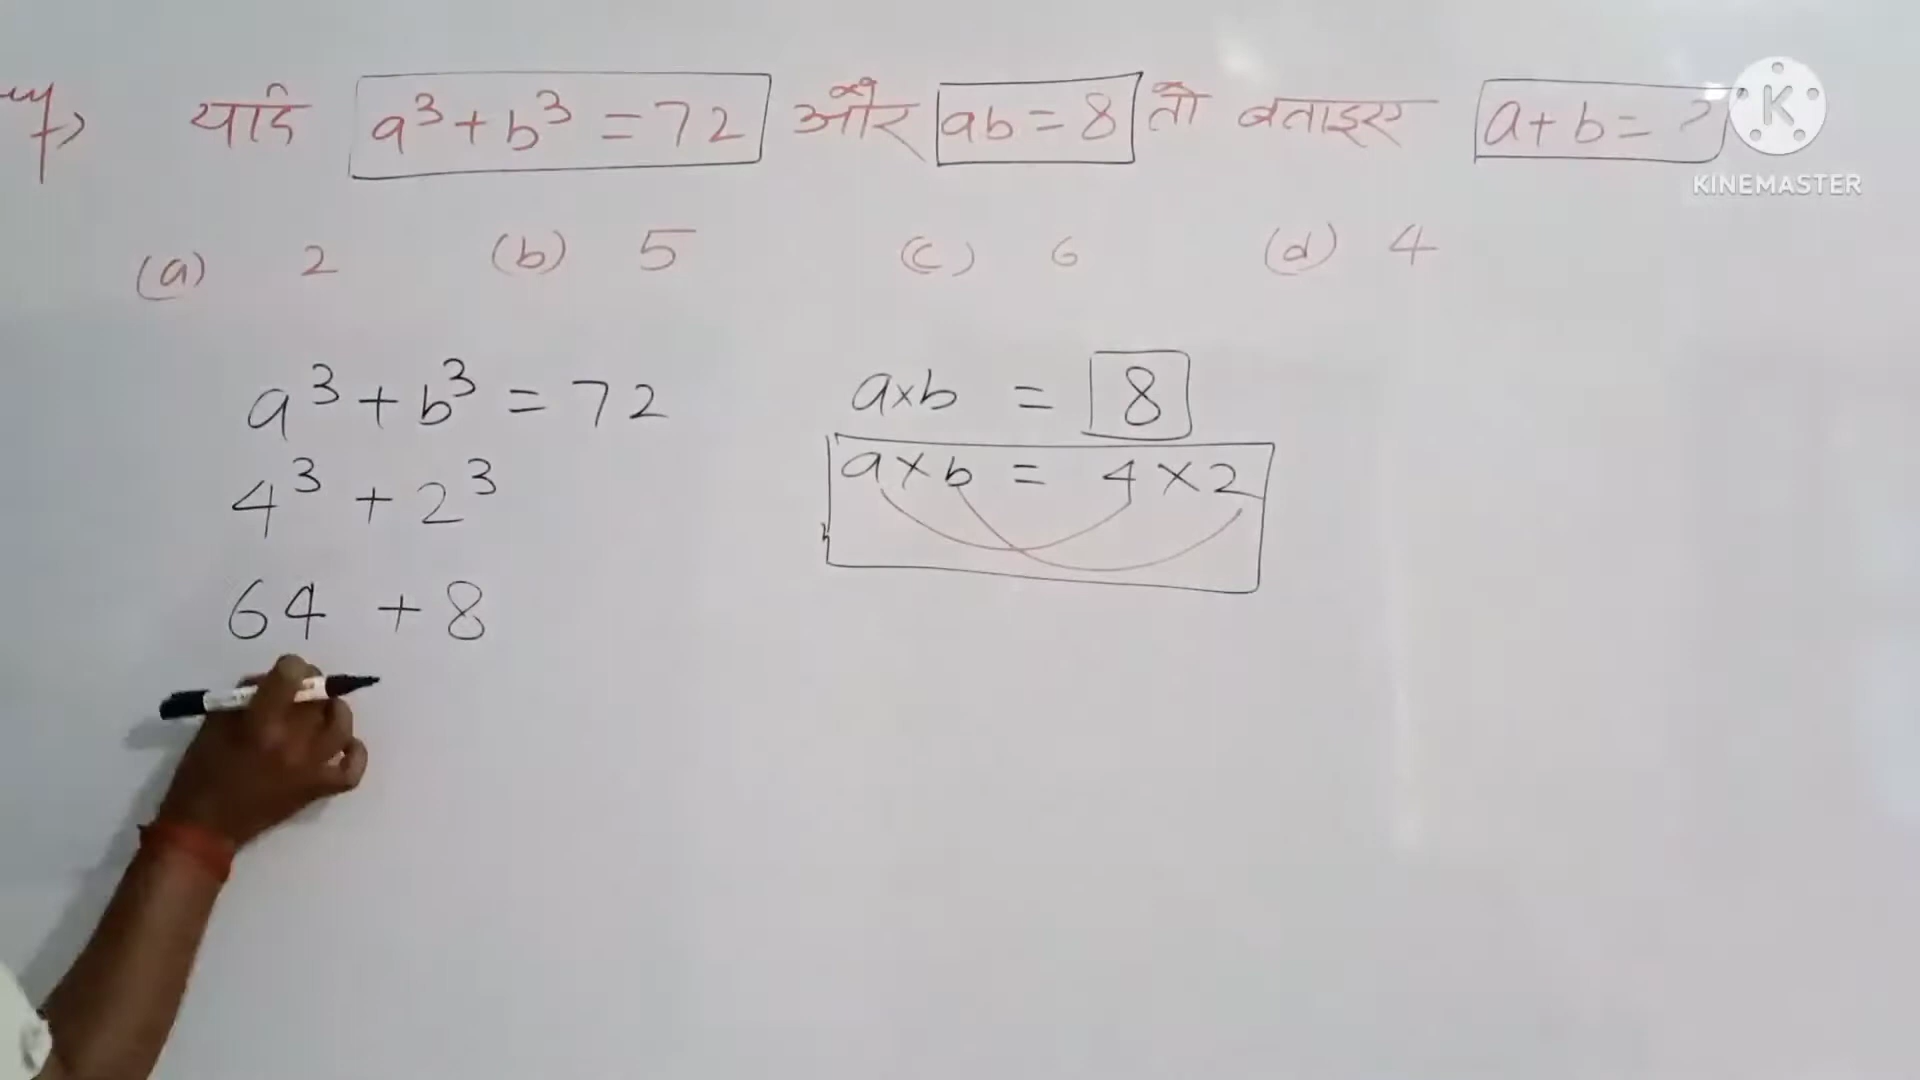 यदि a³+b³=72 और ab=8 तो बताइए a+b=?
KINEMASTER
(a) 2 (b) 5 (c) 6 (d) 4
a³+b³=72
a×b = 8
4³+2³
a×b = 4×2
64 +8